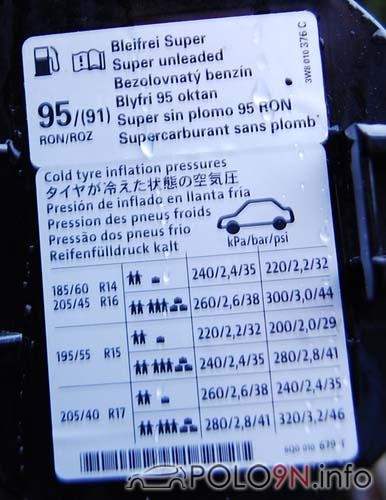 Bleifrei Super
Super unleaded
Bezolovnatý benzín
Blyfri 95 oktan
Super sin plomo 95 RON
Supercarburant sans plomb
95/(91)
RON/ROZ
3W8 010 376 C
Cold tyre inflation pressures
タイヤが冷えた状態の空気圧
Presión de inflado en llanta fría
Pression des pneus froids
Pressão dos pneus frio
Reifenfülldruck kalt
kPa/bar/psi
185/60 R14 240/2,4/35 220/2,2/32
205/45 R16 260/2,6/38 300/3,0/44
195/55 R15 220/2,2/32 200/2,0/29
240/2,4/35 280/2,8/41
205/40 R17 260/2,6/38 240/2,4/35
280/2,8/41 320/3,2/46
6Q0 010 679 T
POLO9N.info